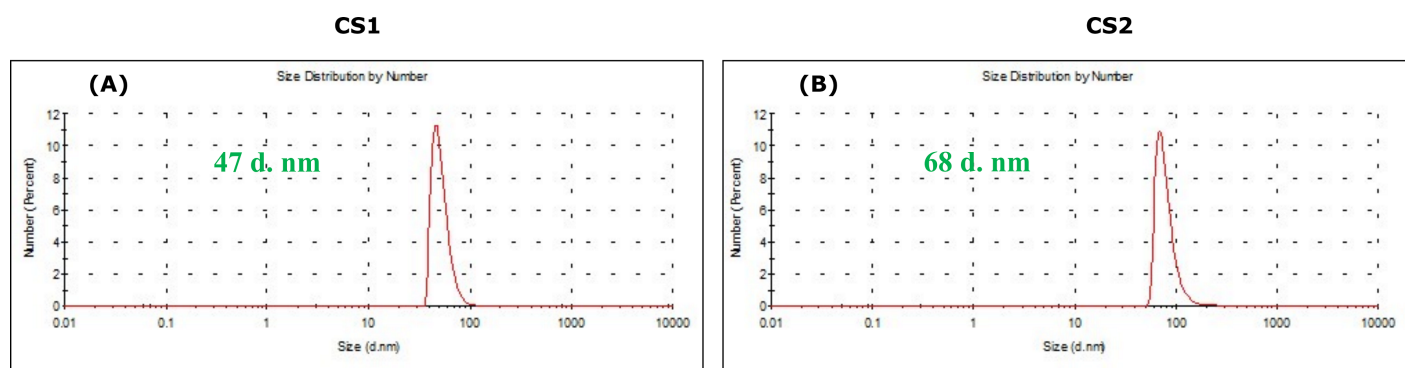 CS1
CS2
(A)
Size Distribution by Number
47 d. nm
Number (Percent)
12
10
8
6
4
2
0
0.01 0.1 1 10 100 1000 10000
Size (d.nm)
(B)
Size Distribution by Number
68 d. nm
Number (Percent)
12
10
8
6
4
2
0
0.01 0.1 1 10 100 1000 10000
Size (d.nm)